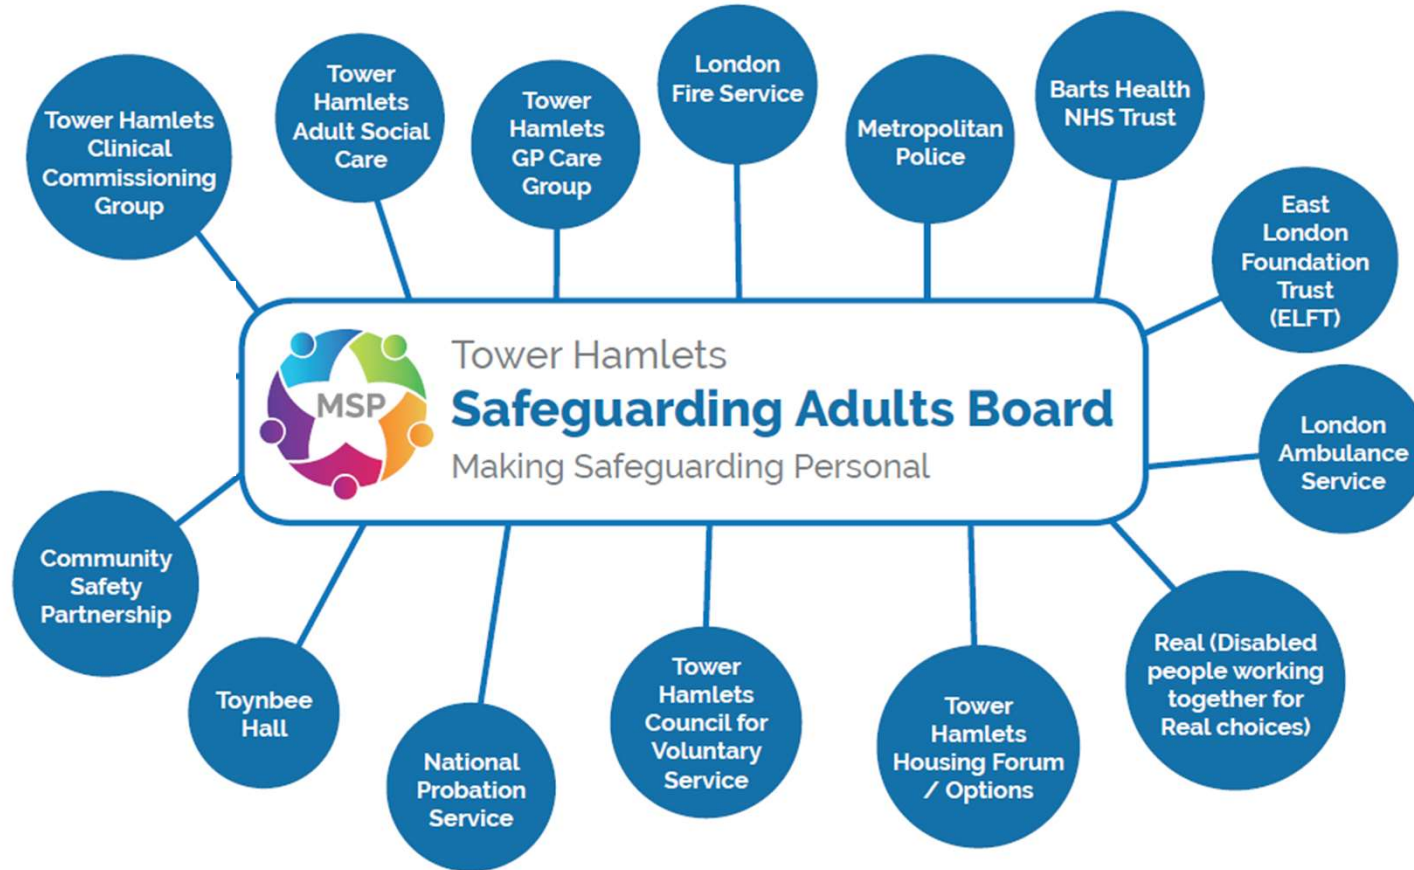 Tower Hamlets
Clinical
Commissioning
Group
Tower
Hamlets
Adult Social
Care
Tower
Hamlets
GP Care
Group
London
Fire Service
Metropolitan
Police
Barts Health
NHS Trust
East
London
Foundation
Trust
(ELFT)
MSP
Tower Hamlets
Safeguarding Adults Board
Making Safeguarding Personal
London
Ambulance
Service
Community
Safety
Partnership
Toynbee
Hall
National
Probation
Service
Tower
Hamlets
Council for
Voluntary
Service
Tower
Hamlets
Housing Forum
/ Options
Real (Disabled
people working
together for
Real choices)